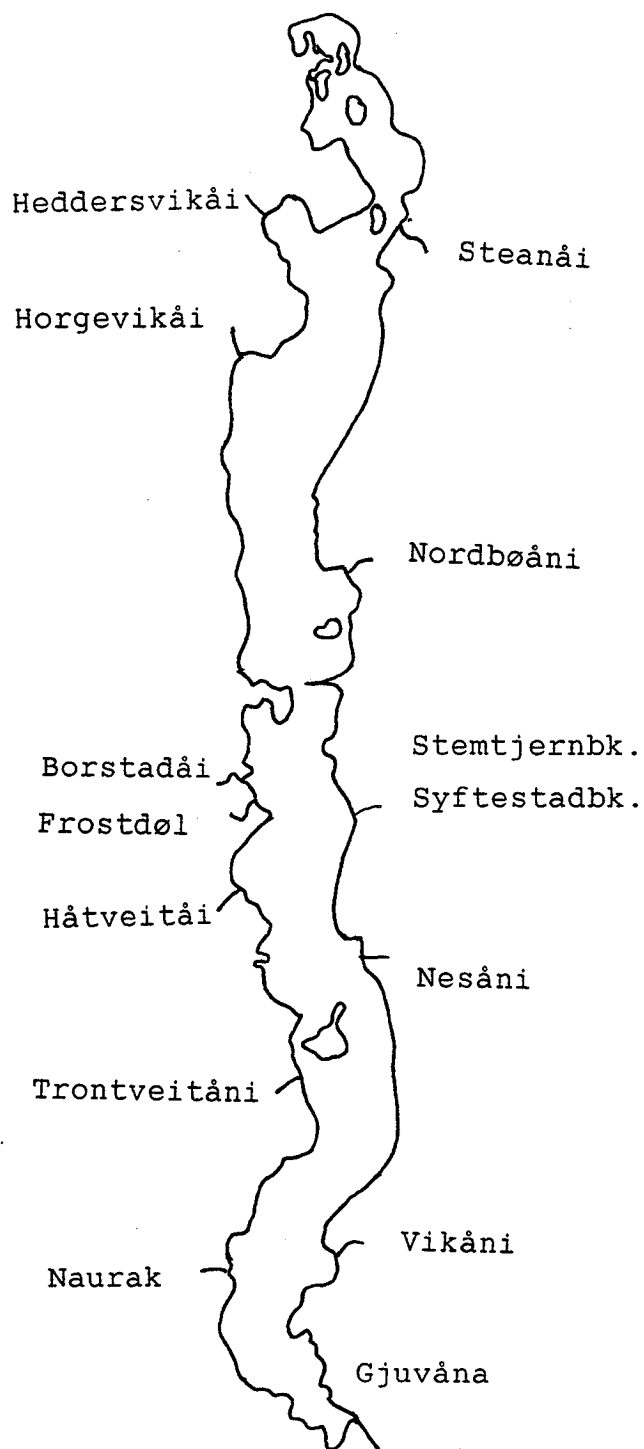 Heddersvikåi
Steanåi
Horgevikåi
Nordbøåni
Stemtjernbk.
Borstadåi
Syftestadbk.
Frostdøl
Håtveitåi
Nesåni
Trontveitåni
Vikåni
Naurak
Gjuvåna